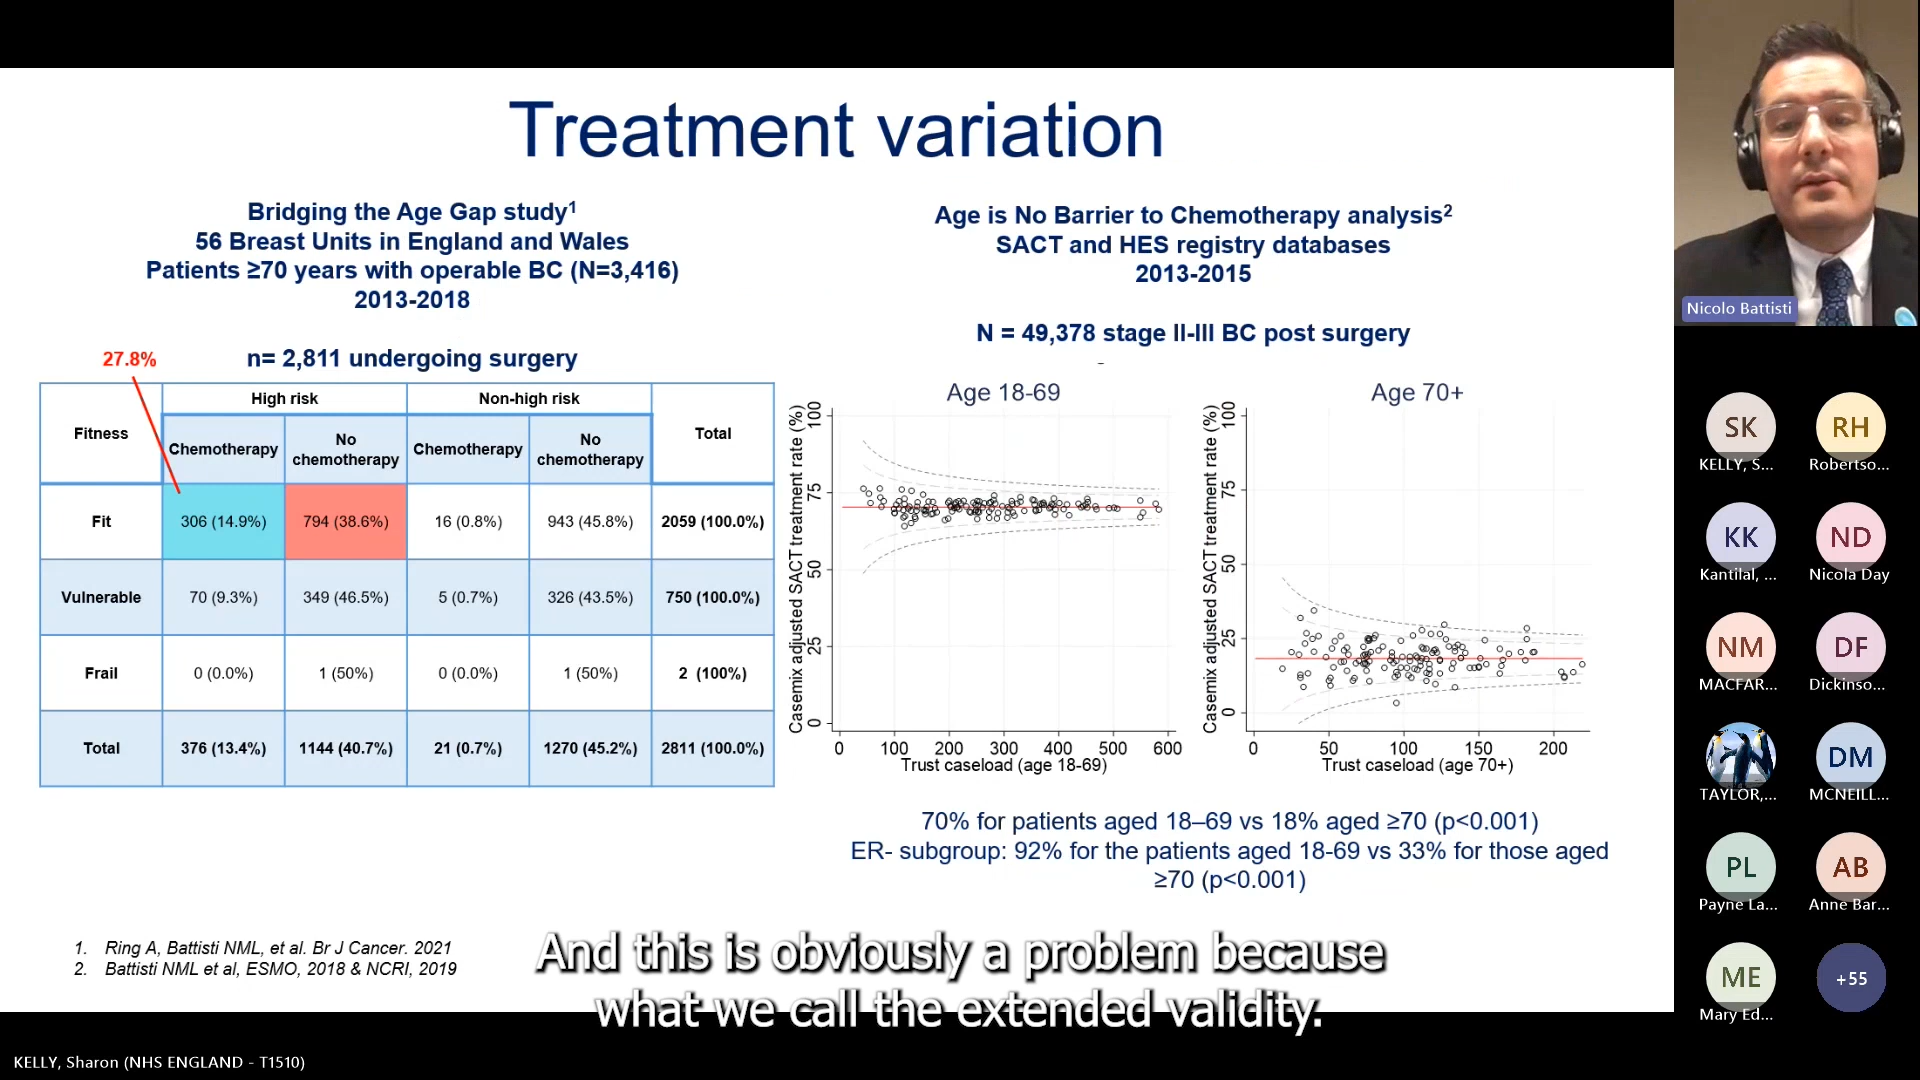 Treatment variation
Bridging the Age Gap study1
56 Breast Units in England and Wales
Patients ≥70 years with operable BC (N=3,416)
2013-2018
27.8%
n= 2,811 undergoing surgery
Fitness
High risk
Non-high risk
Total
Chemotherapy
No
chemotherapy
Chemotherapy
No
chemotherapy
Fit
306 (14.9%)
794 (38.6%)
16 (0.8%)
943 (45.8%)
2059 (100.0%)
Vulnerable
70 (9.3%)
349 (46.5%)
5 (0.7%)
326 (43.5%)
750 (100.0%)
Frail
0 (0.0%)
1 (50%)
0 (0.0%)
1 (50%)
2 (100%)
Total
376 (13.4%)
1144 (40.7%)
21 (0.7%)
1270 (45.2%)
2811 (100.0%)
Age is No Barrier to Chemotherapy analysis2
SACT and HES registry databases
2013-2015
N = 49,378 stage II-III BC post surgery
Age 18-69
Casemix adjusted SACT treatment rate (%)
100
75
50
25
0
0 100 200 300 400 500 600
Trust caseload (age 18-69)
Age 70+
Casemix adjusted SACT treatment rate (%)
100
75
50
25
0
0 50 100 150 200
Trust caseload (age 70+)
70% for patients aged 18–69 vs 18% aged ≥70 (p<0.001)
ER- subgroup: 92% for the patients aged 18-69 vs 33% for those aged
≥70 (p<0.001)
1. Ring A, Battisti NML, et al. Br J Cancer. 2021
2. Battisti NML et al, ESMO, 2018 & NCRI, 2019
And this is obviously a problem because
what we call the extended validity.
KELLY, Sharon (NHS ENGLAND - T1510)
Nicolo Battisti
SK
KELLY, S...
RH
Robertso...
KK
Kantilal, ...
ND
Nicola Day
NM
MACFAR...
DF
Dickinso...
TAYLOR,...
DM
MCNEILL...
PL
Payne La...
AB
Anne Bar...
ME
Mary Ed...
+55